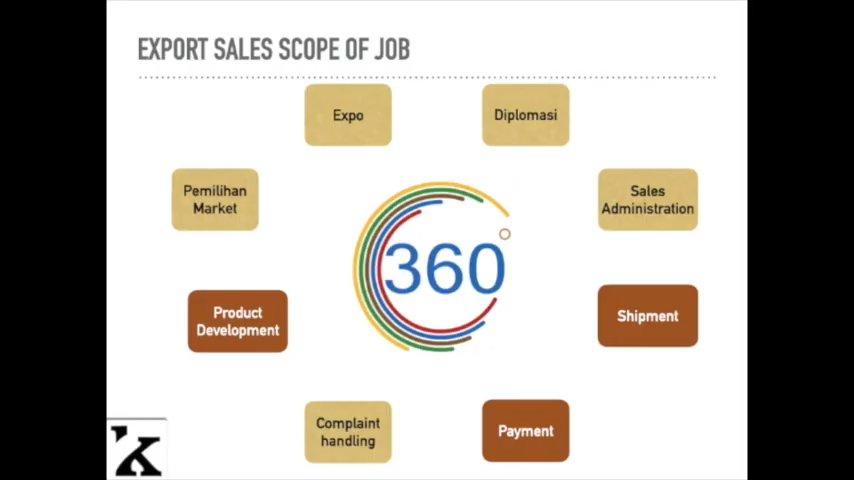 EXPORT SALES SCOPE OF JOB
Expo
Diplomasi
Pemilihan
Market
Sales
Administration
360°
Product
Development
Shipment
Complaint
handling
Payment
K